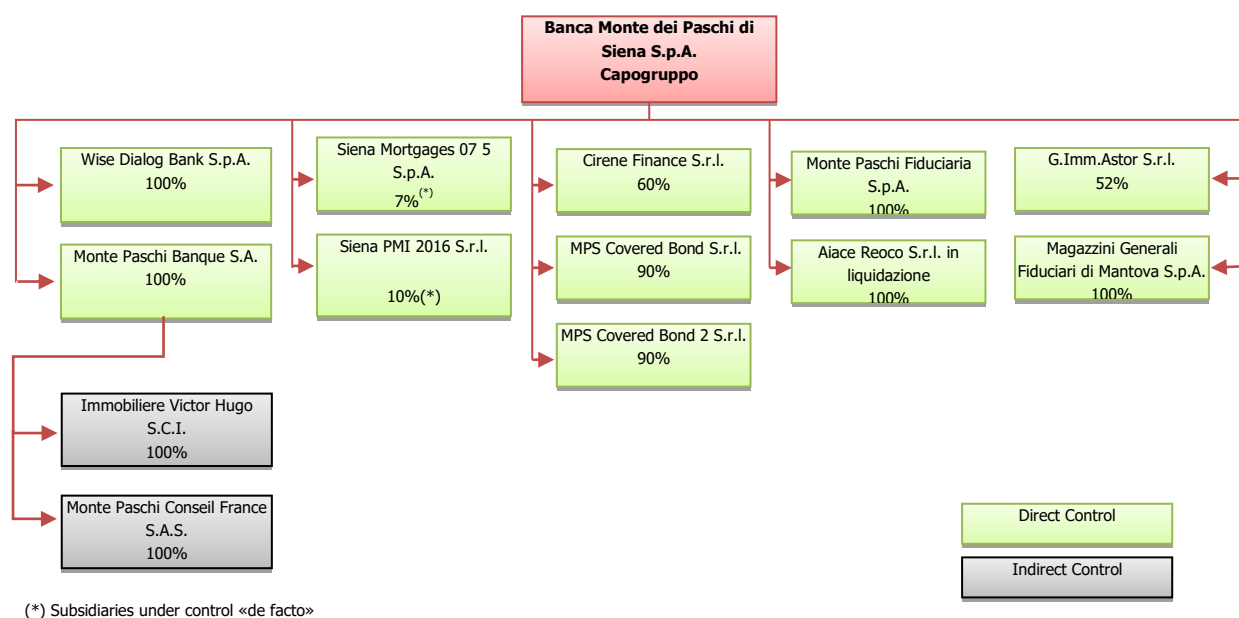 Banca Monte dei Paschi di
Siena S.p.A.
Capogruppo
Wise Dialog Bank S.p.A.
100%
Monte Paschi Banque S.A.
100%
Immobiliere Victor Hugo
S.C.I.
100%
Monte Paschi Conseil France
S.A.S.
100%
Siena Mortgages 07 5
S.p.A.
7%(*)
Siena PMI 2016 S.r.l.
10%(*)
Cirene Finance S.r.l.
60%
MPS Covered Bond S.r.l.
90%
MPS Covered Bond 2 S.r.l.
90%
Monte Paschi Fiduciaria
S.p.A.
100%
Aiace Reoco S.r.l. in
liquidazione
100%
G.Imm.Astor S.r.l.
52%
Magazzini Generali
Fiduciari di Mantova S.p.A.
100%
Direct Control
Indirect Control
(*) Subsidiaries under control «de facto»